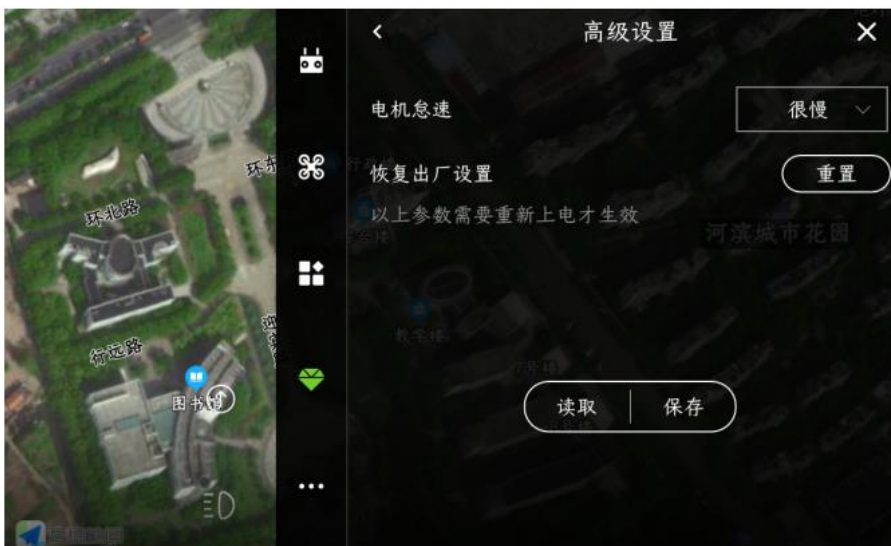 高级设置
电机怠速
很慢
恢复出厂设置
重置
以上参数需要重新上电才生效
读取
保存
河滨城市花园
教学楼
环北路
行远路
图书馆